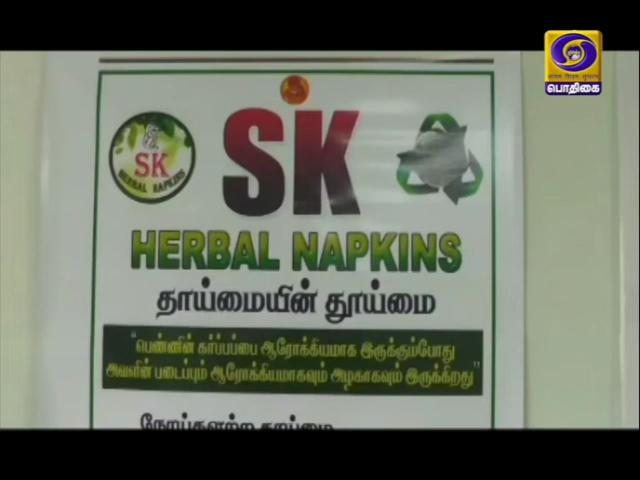 பொதிகை
SK
SK
HERBAL NAPKINS
HERBAL NAPKINS
தாய்மையின் தூய்மை
"பெண்ணின் கர்ப்பப்பை ஆரோக்கியமாக இருக்கும்போது
அவளின் படைப்பும் ஆரோக்கியமாகவும் அழகாகவும் இருக்கிறது"
நோய்களற்ற தாய்மை